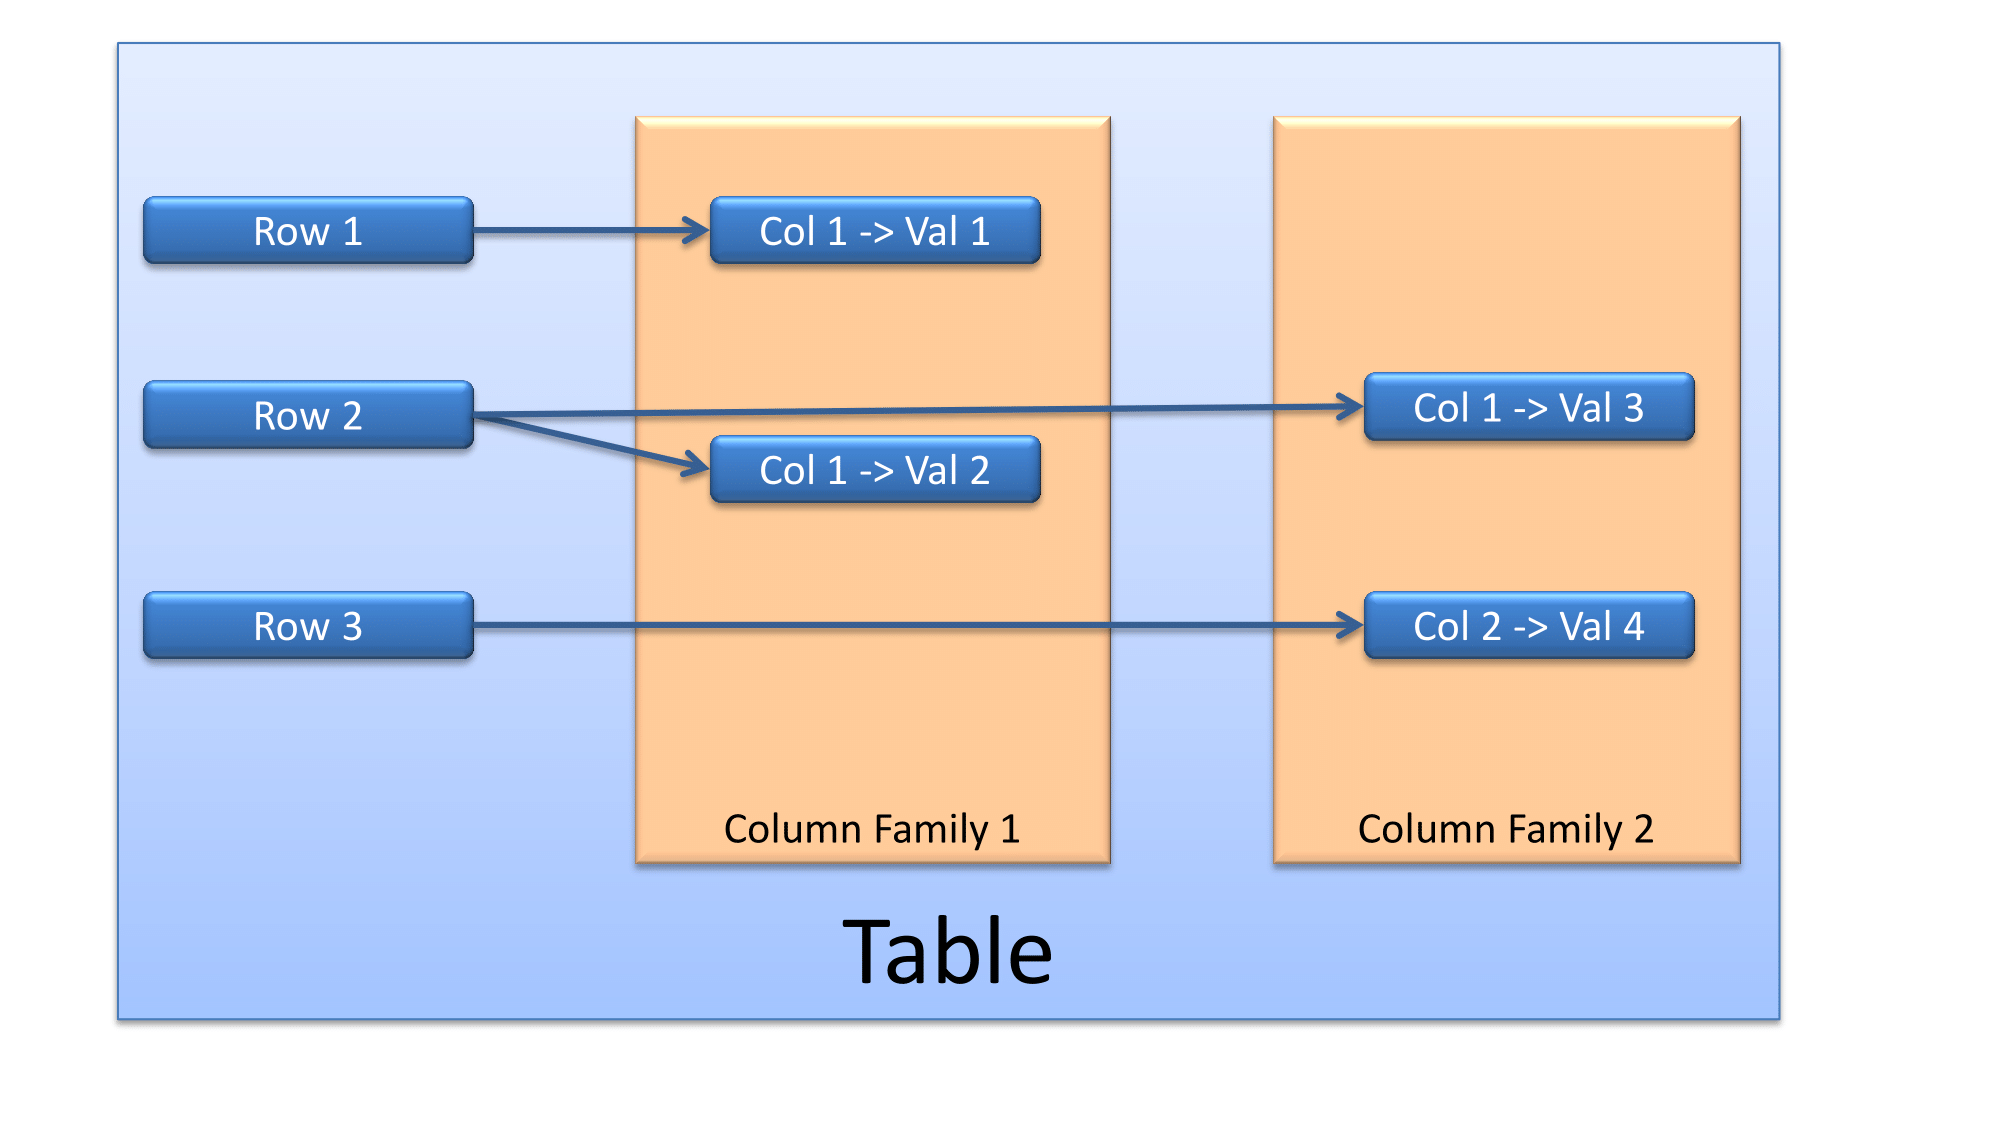 Row 1
Col 1 -> Val 1
Row 2
Col 1 -> Val 3
Col 1 -> Val 2
Row 3
Col 2 -> Val 4
Column Family 1
Column Family 2
Table